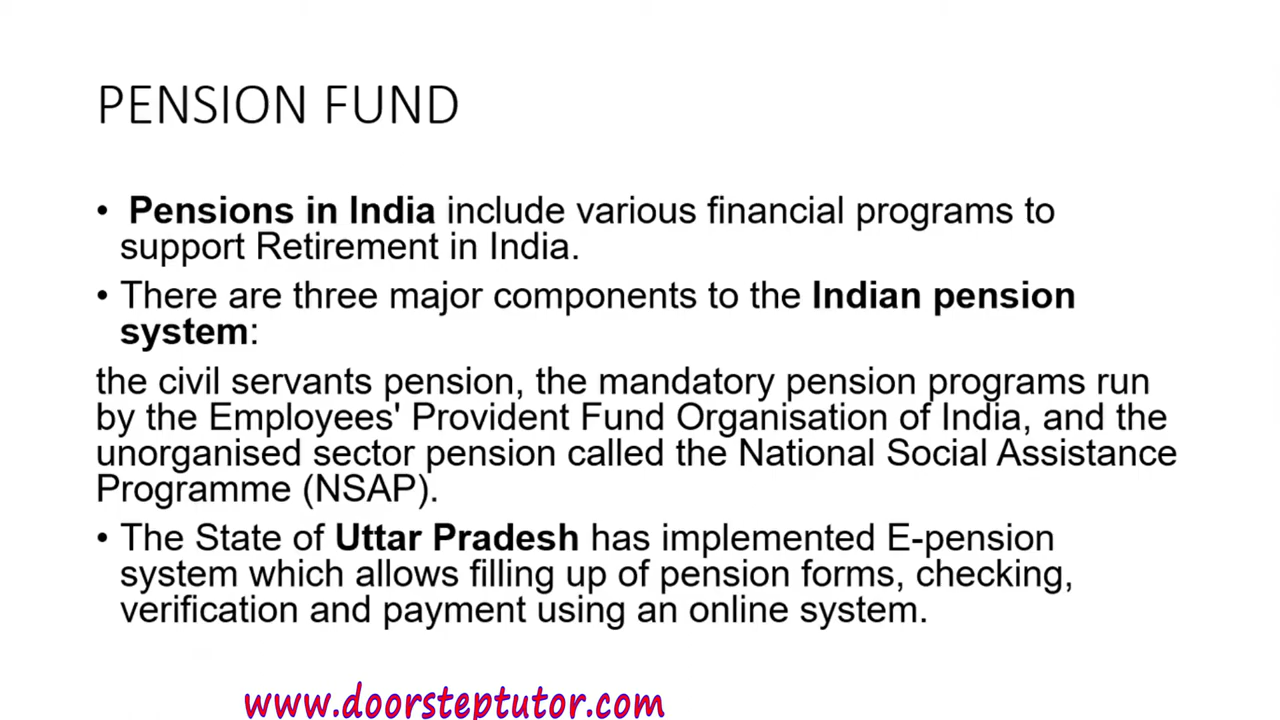 PENSION FUND
• Pensions in India include various financial programs to
support Retirement in India.
• There are three major components to the Indian pension
system:
the civil servants pension, the mandatory pension programs run
by the Employees' Provident Fund Organisation of India, and the
unorganised sector pension called the National Social Assistance
Programme (NSAP).
• The State of Uttar Pradesh has implemented E-pension
system which allows filling up of pension forms, checking,
verification and payment using an online system.
www.doorsteptutor.com